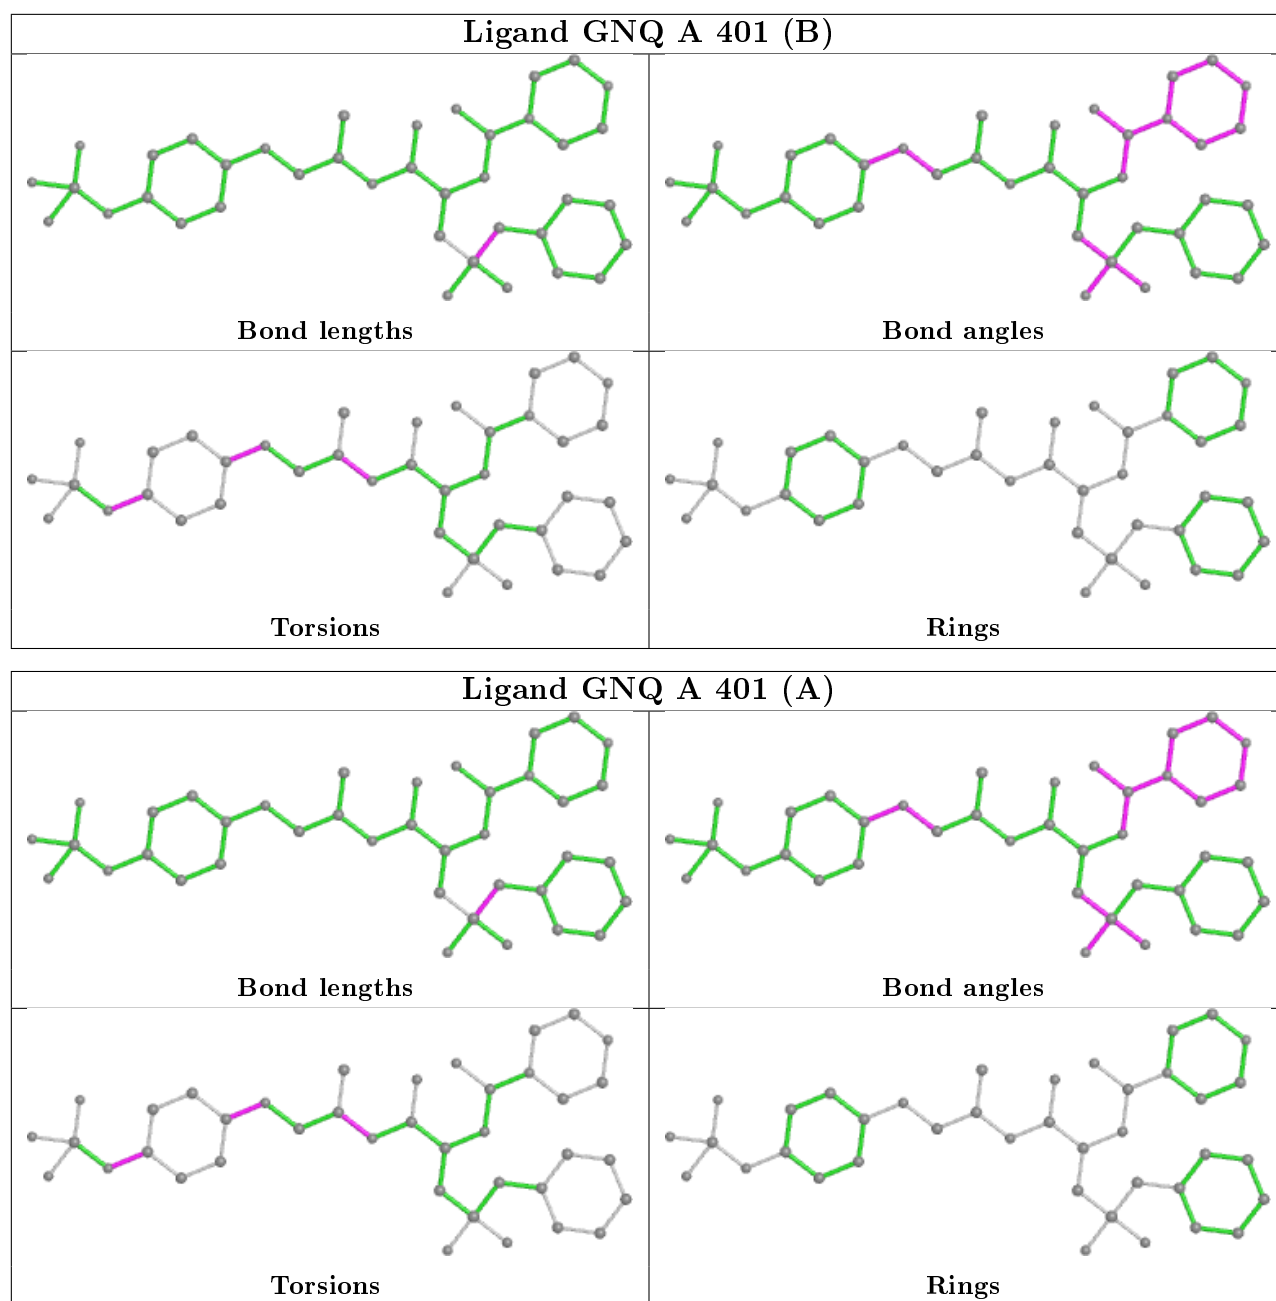 Ligand GNQ A 401 (B)
Bond lengths
Bond angles
Torsions
Rings
Ligand GNQ A 401 (A)
Bond lengths
Bond angles
Torsions
Rings